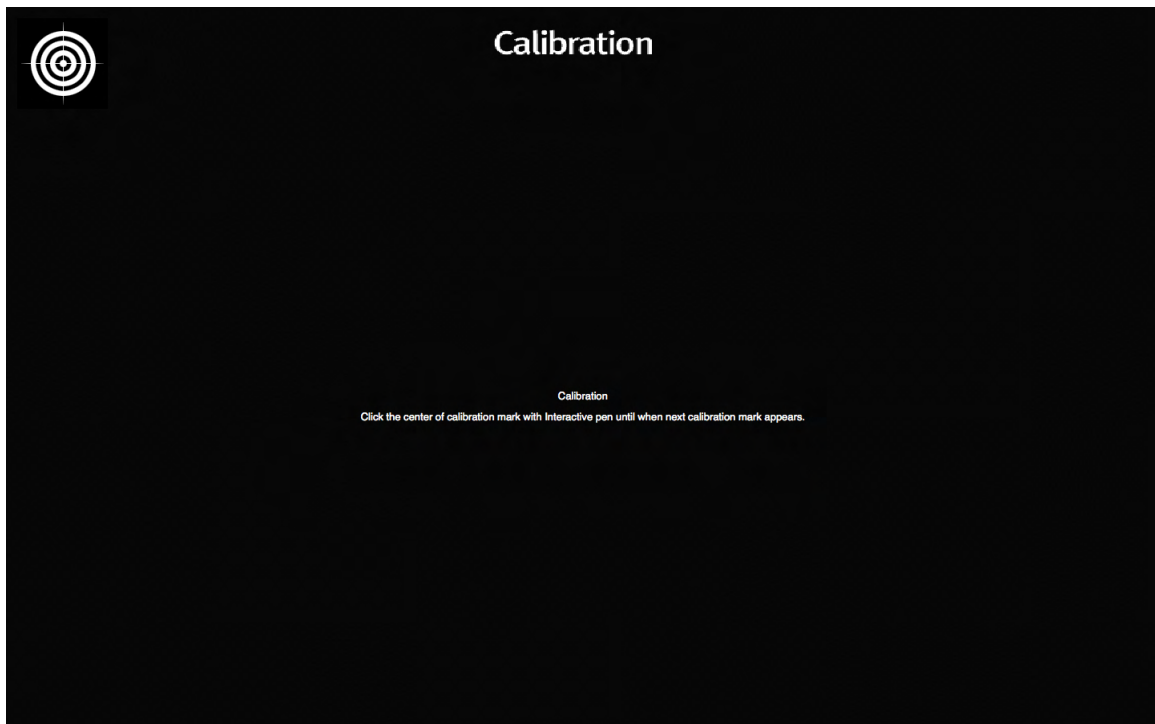 Calibration
Calibration
Click the center of calibration mark with Interactive pen until when next calibration mark appears.